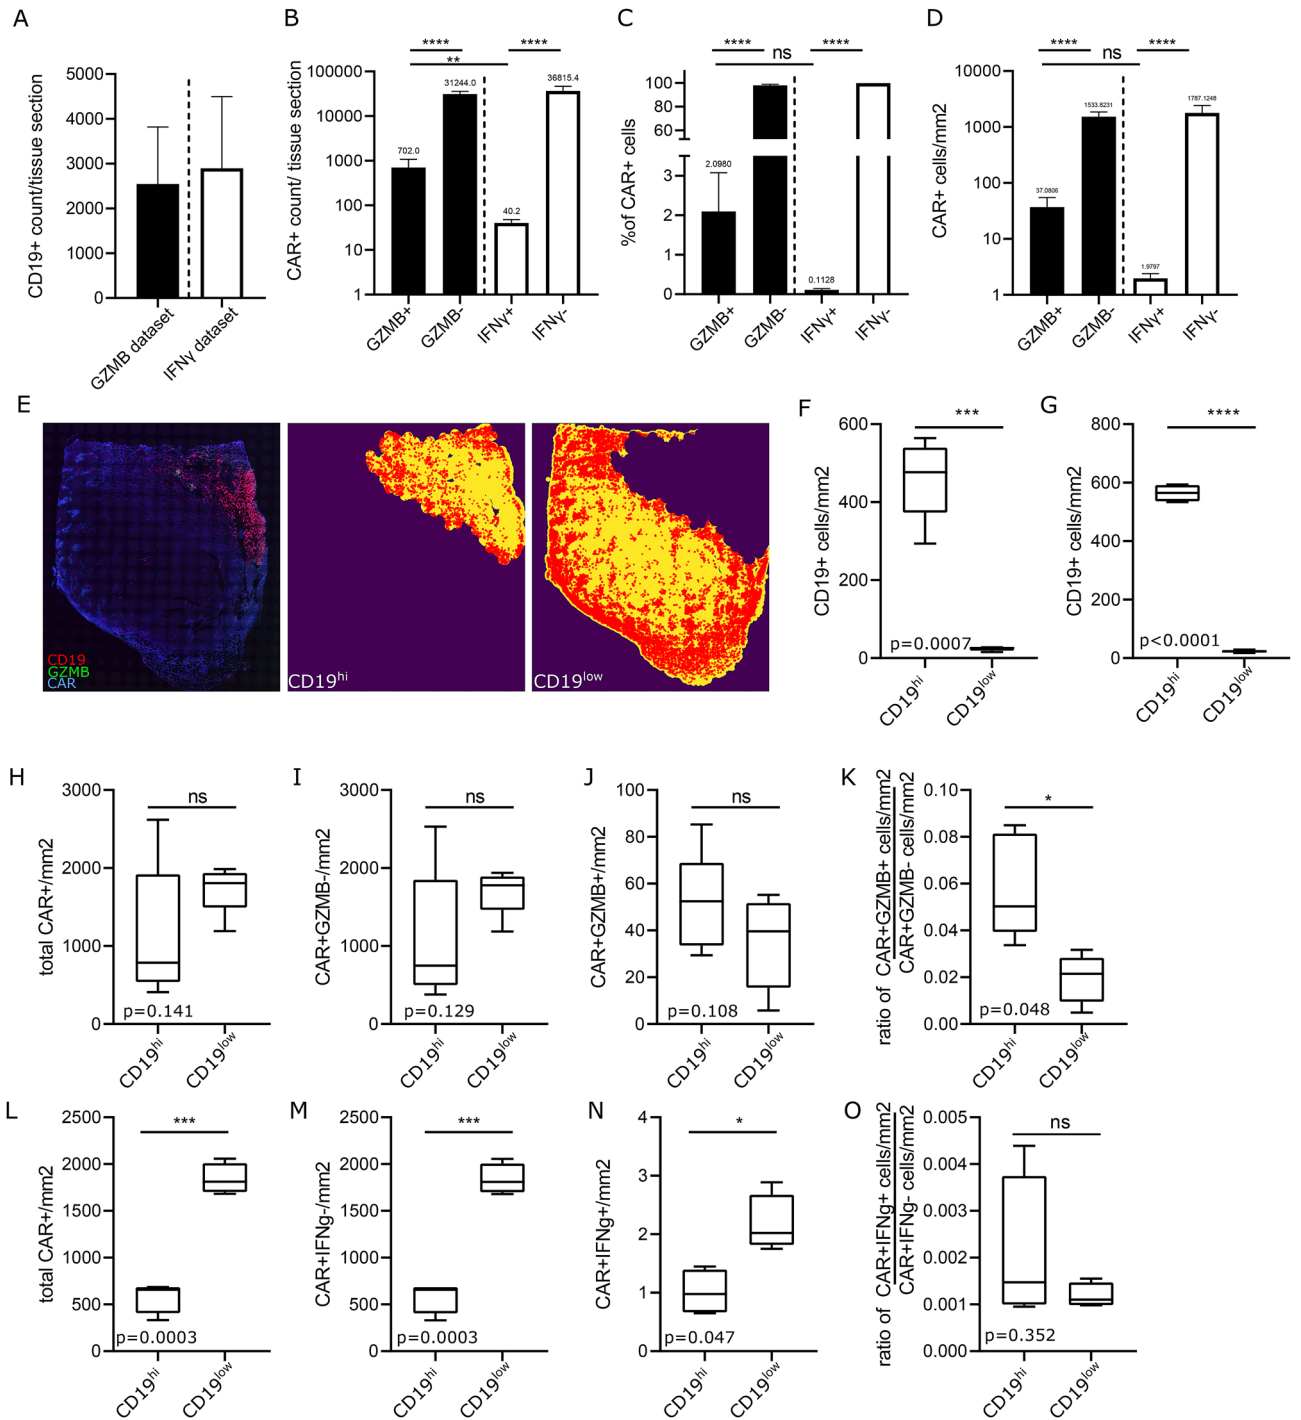 A
CD19+ count/tissue section
5000
4000
3000
2000
1000
0
GZMB dataset
IFNγ dataset
B
CAR+ count/ tissue section
****
****
**
100000
10000
1000
100
10
1
702.0
31244.0
40.2
36815.4
GZMB+
GZMB-
IFNγ+
IFNγ-
C
%of CAR+ cells
****
ns
****
100
80
60
3
2
1
0
2.0980
0.1128
GZMB+
GZMB-
IFNγ+
IFNγ-
D
CAR+ cells/mm2
****
ns
****
10000
1000
100
10
1
37.0806
1533.8231
1.9797
1787.1248
GZMB+
GZMB-
IFNγ+
IFNγ-
E
CD19
GZMB
CAR
CD19hi
CD19low
F
CD19+ cells/mm2
600
400
200
0
***
p=0.0007
CD19hi
CD19low
G
CD19+ cells/mm2
800
600
400
200
0
****
p<0.0001
CD19hi
CD19low
H
total CAR+/mm2
3000
2000
1000
0
ns
p=0.141
CD19hi
CD19low
I
CAR+GZMB-/mm2
3000
2000
1000
0
ns
p=0.129
CD19hi
CD19low
J
CAR+GZMB+/mm2
100
80
60
40
20
0
ns
p=0.108
CD19hi
CD19low
K
ratio of CAR+GZMB+ cells/mm2
CAR+GZMB- cells/mm2
0.10
0.08
0.06
0.04
0.02
0.00
*
p=0.048
CD19hi
CD19low
L
total CAR+/mm2
2500
2000
1500
1000
500
0
***
p=0.0003
CD19hi
CD19low
M
CAR+IFNg-/mm2
2500
2000
1500
1000
500
0
***
p=0.0003
CD19hi
CD19low
N
CAR+IFNg+/mm2
4
3
2
1
0
*
p=0.047
CD19hi
CD19low
O
ratio of CAR+IFNg+ cells/mm2
CAR+IFNg- cells/mm2
0.005
0.004
0.003
0.002
0.001
0.000
ns
p=0.352
CD19hi
CD19low